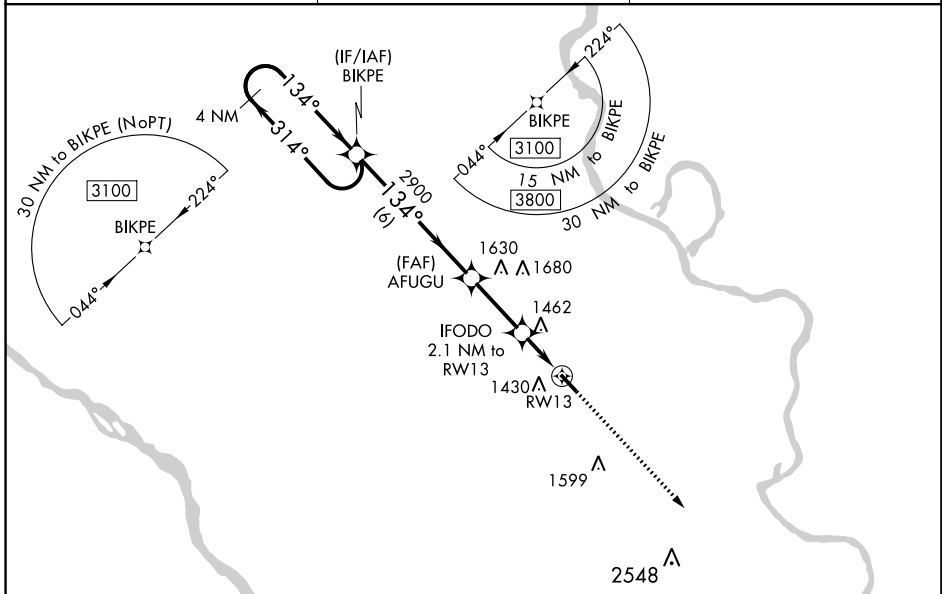 (IF/IAF)
BIKPE
134°
4 NM
314°
2900
134°
(6)
30 NM to BIKPE (NoPT)
3100
224°
BIKPE
044°
224°
BIKPE
044°
3100
15 NM to BIKPE
3800
30 NM to BIKPE
(FAF)
AFUGU
1630
1680
1462
IFODO
2.1 NM to
RW13
1430
RW13
1599
2548